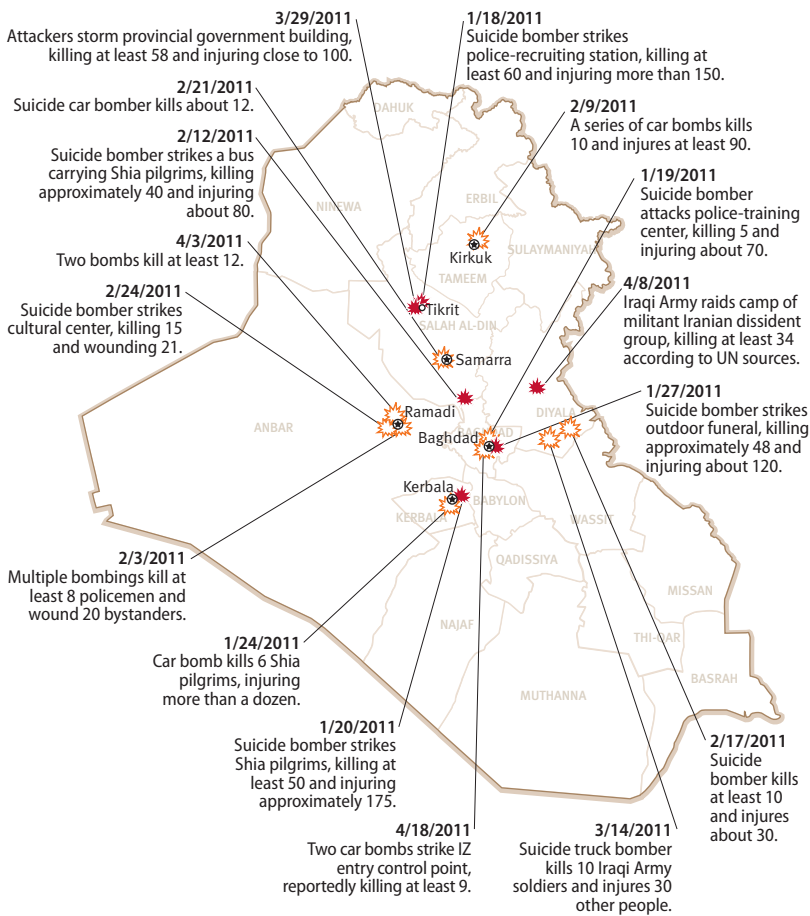 3/29/2011
Attackers storm provincial government building,
killing at least 58 and injuring close to 100.
1/18/2011
Suicide bomber strikes
police-recruiting station, killing at
least 60 and injuring more than 150.
2/21/2011
Suicide car bomber kills about 12.
2/9/2011
A series of car bombs kills
10 and injures at least 90.
2/12/2011
Suicide bomber strikes a bus
carrying Shia pilgrims, killing
approximately 40 and injuring
about 80.
1/19/2011
Suicide bomber
attacks police-training
center, killing 5 and
injuring about 70.
4/3/2011
Two bombs kill at least 12.
2/24/2011
Suicide bomber strikes
cultural center, killing 15
and wounding 21.
4/8/2011
Iraqi Army raids camp of
militant Iranian dissident
group, killing at least 34
according to UN sources.
1/27/2011
Suicide bomber strikes
outdoor funeral, killing
approximately 48 and
injuring about 120.
DAHUK
NINEWA
ERBIL
SULAYMANIYAH
Kirkuk
TAMEEM
Tikrit
SALAH AL-DIN
Samarra
DIYALA
ANBAR
Ramadi
BAGHDAD
Baghdad
Kerbala
BABYLON
KERBALA
WASSIT
QADISSIYA
MISSAN
NAJAF
THI-QAR
BASRAH
MUTHANNA
2/3/2011
Multiple bombings kill at
least 8 policemen and
wound 20 bystanders.
1/24/2011
Car bomb kills 6 Shia
pilgrims, injuring
more than a dozen.
1/20/2011
Suicide bomber strikes
Shia pilgrims, killing at
least 50 and injuring
approximately 175.
4/18/2011
Two car bombs strike IZ
entry control point,
reportedly killing at least 9.
3/14/2011
Suicide truck bomber
kills 10 Iraqi Army
soldiers and injures 30
other people.
2/17/2011
Suicide
bomber kills
at least 10
and injures
about 30.